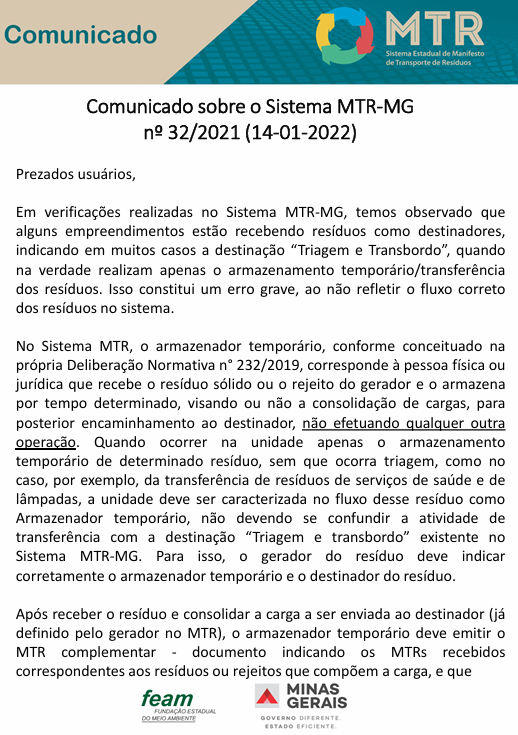 Comunicado
MTR
Sistema Estadual de Manifesto
de Transporte de Resíduos
Comunicado sobre o Sistema MTR-MG
nº 32/2021 (14-01-2022)
Prezados usuários,
Em verificações realizadas no Sistema MTR-MG, temos observado que
alguns empreendimentos estão recebendo resíduos como destinadores,
indicando em muitos casos a destinação “Triagem e Transbordo”, quando
na verdade realizam apenas o armazenamento temporário/transferência
dos resíduos. Isso constitui um erro grave, ao não refletir o fluxo correto
dos resíduos no sistema.
No Sistema MTR, o armazenador temporário, conforme conceituado na
própria Deliberação Normativa n° 232/2019, corresponde à pessoa física ou
jurídica que recebe o resíduo sólido ou o rejeito do gerador e o armazena
por tempo determinado, visando ou não a consolidação de cargas, para
posterior encaminhamento ao destinador, não efetuando qualquer outra
operação. Quando ocorrer na unidade apenas o armazenamento
temporário de determinado resíduo, sem que ocorra triagem, como no
caso, por exemplo, da transferência de resíduos de serviços de saúde e de
lâmpadas, a unidade deve ser caracterizada no fluxo desse resíduo como
Armazenador temporário, não devendo se confundir a atividade de
transferência com a destinação “Triagem e transbordo” existente no
Sistema MTR-MG. Para isso, o gerador do resíduo deve indicar
corretamente o armazenador temporário e o destinador do resíduo.
Após receber o resíduo e consolidar a carga a ser enviada ao destinador (já
definido pelo gerador no MTR), o armazenador temporário deve emitir o
MTR complementar - documento indicando os MTRs recebidos
correspondentes aos resíduos ou rejeitos que compõem a carga, e que
feam
FUNDAÇÃO ESTADUAL
DO MEIO AMBIENTE
MINAS
GERAIS
GOVERNO DIFERENTE.
ESTADO EFICIENTE.